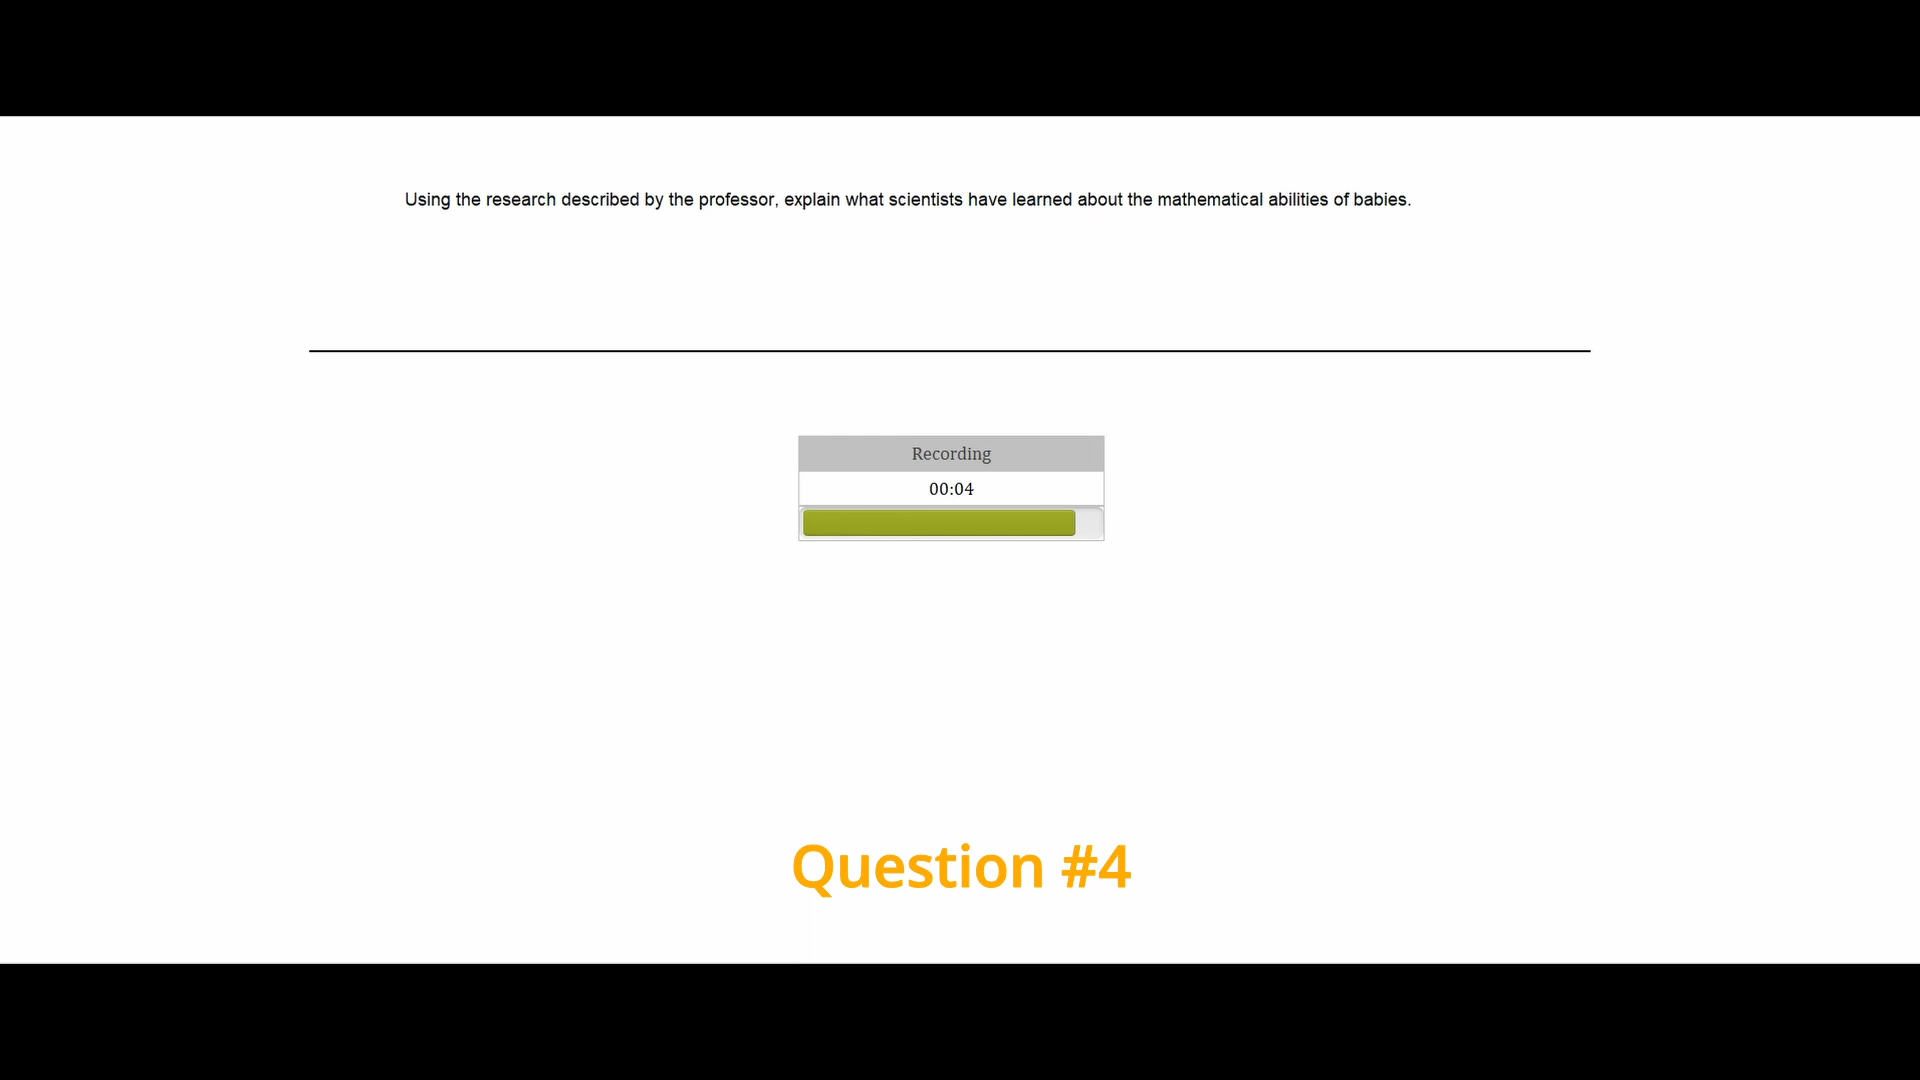 Using the research described by the professor, explain what scientists have learned about the mathematical abilities of babies.
Recording
00:04
Question #4